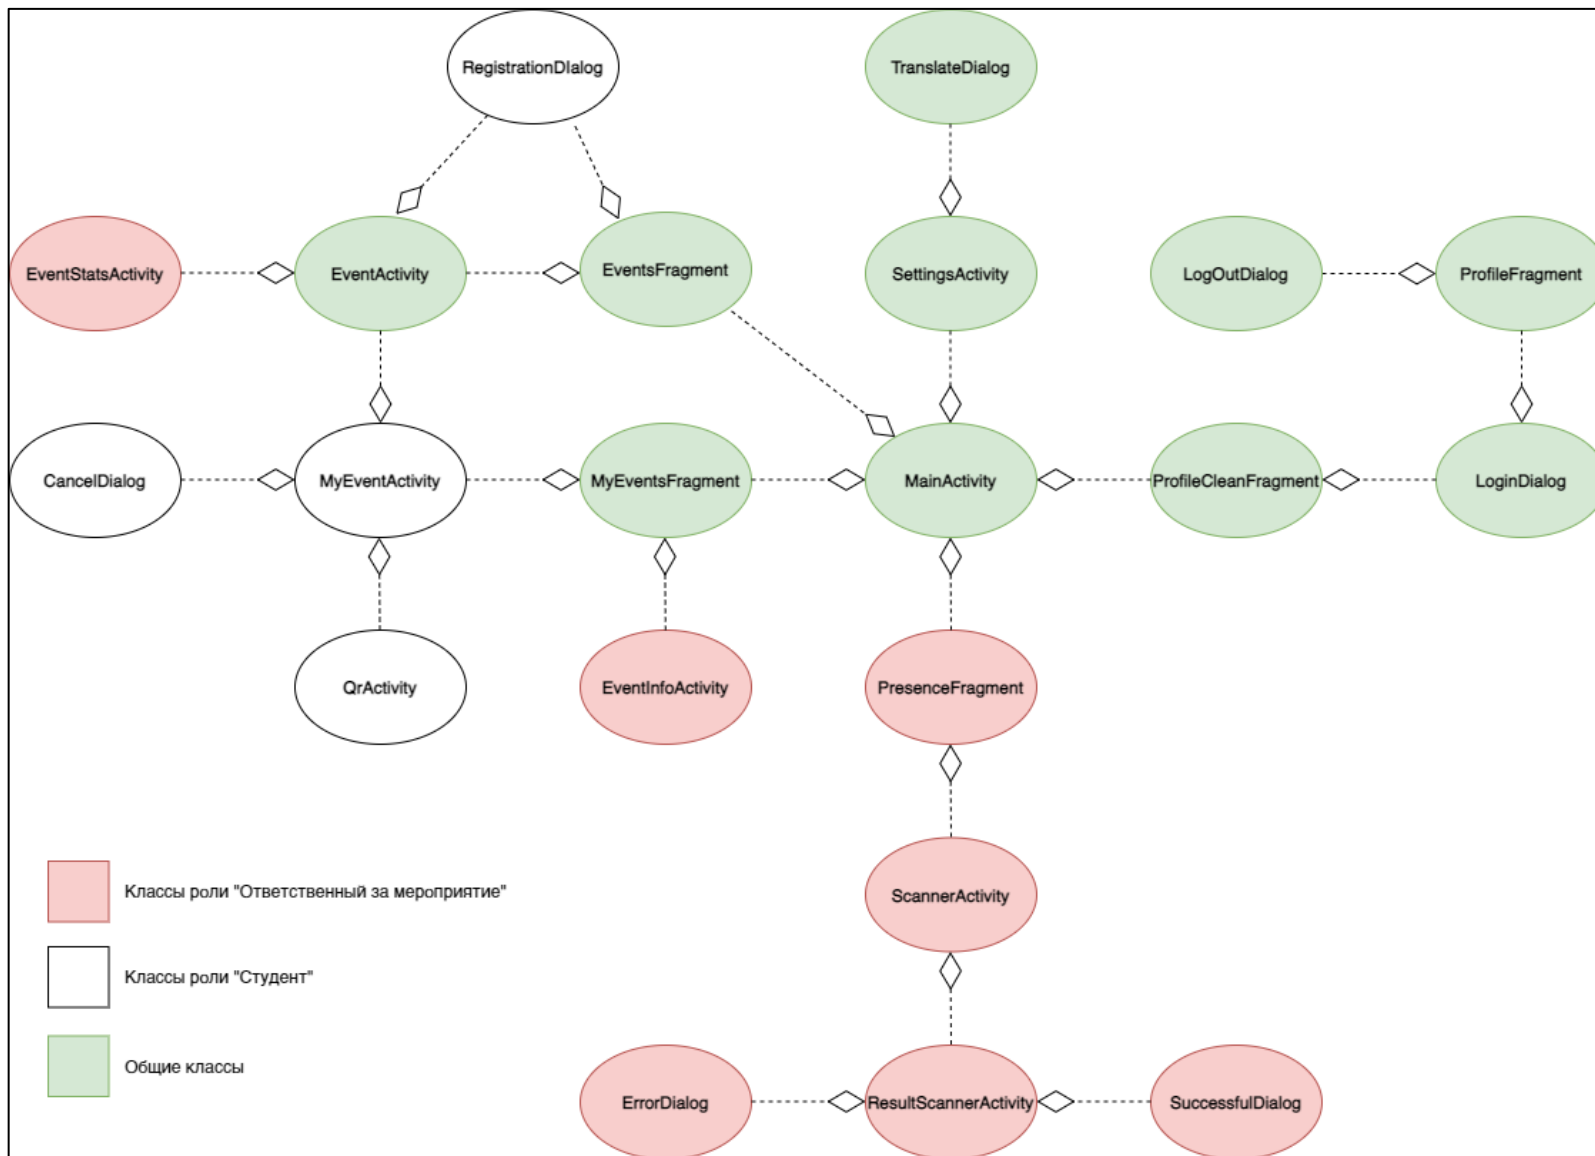 RegistrationDIalog
TranslateDialog
EventStatsActivity
EventActivity
EventsFragment
SettingsActivity
LogOutDialog
ProfileFragment
CancelDialog
MyEventActivity
MyEventsFragment
MainActivity
ProfileCleanFragment
LoginDialog
QrActivity
EventInfoActivity
PresenceFragment
Классы роли "Ответственный за мероприятие"
ScannerActivity
Классы роли "Студент"
Общие классы
ErrorDialog
ResultScannerActivity
SuccessfulDialog